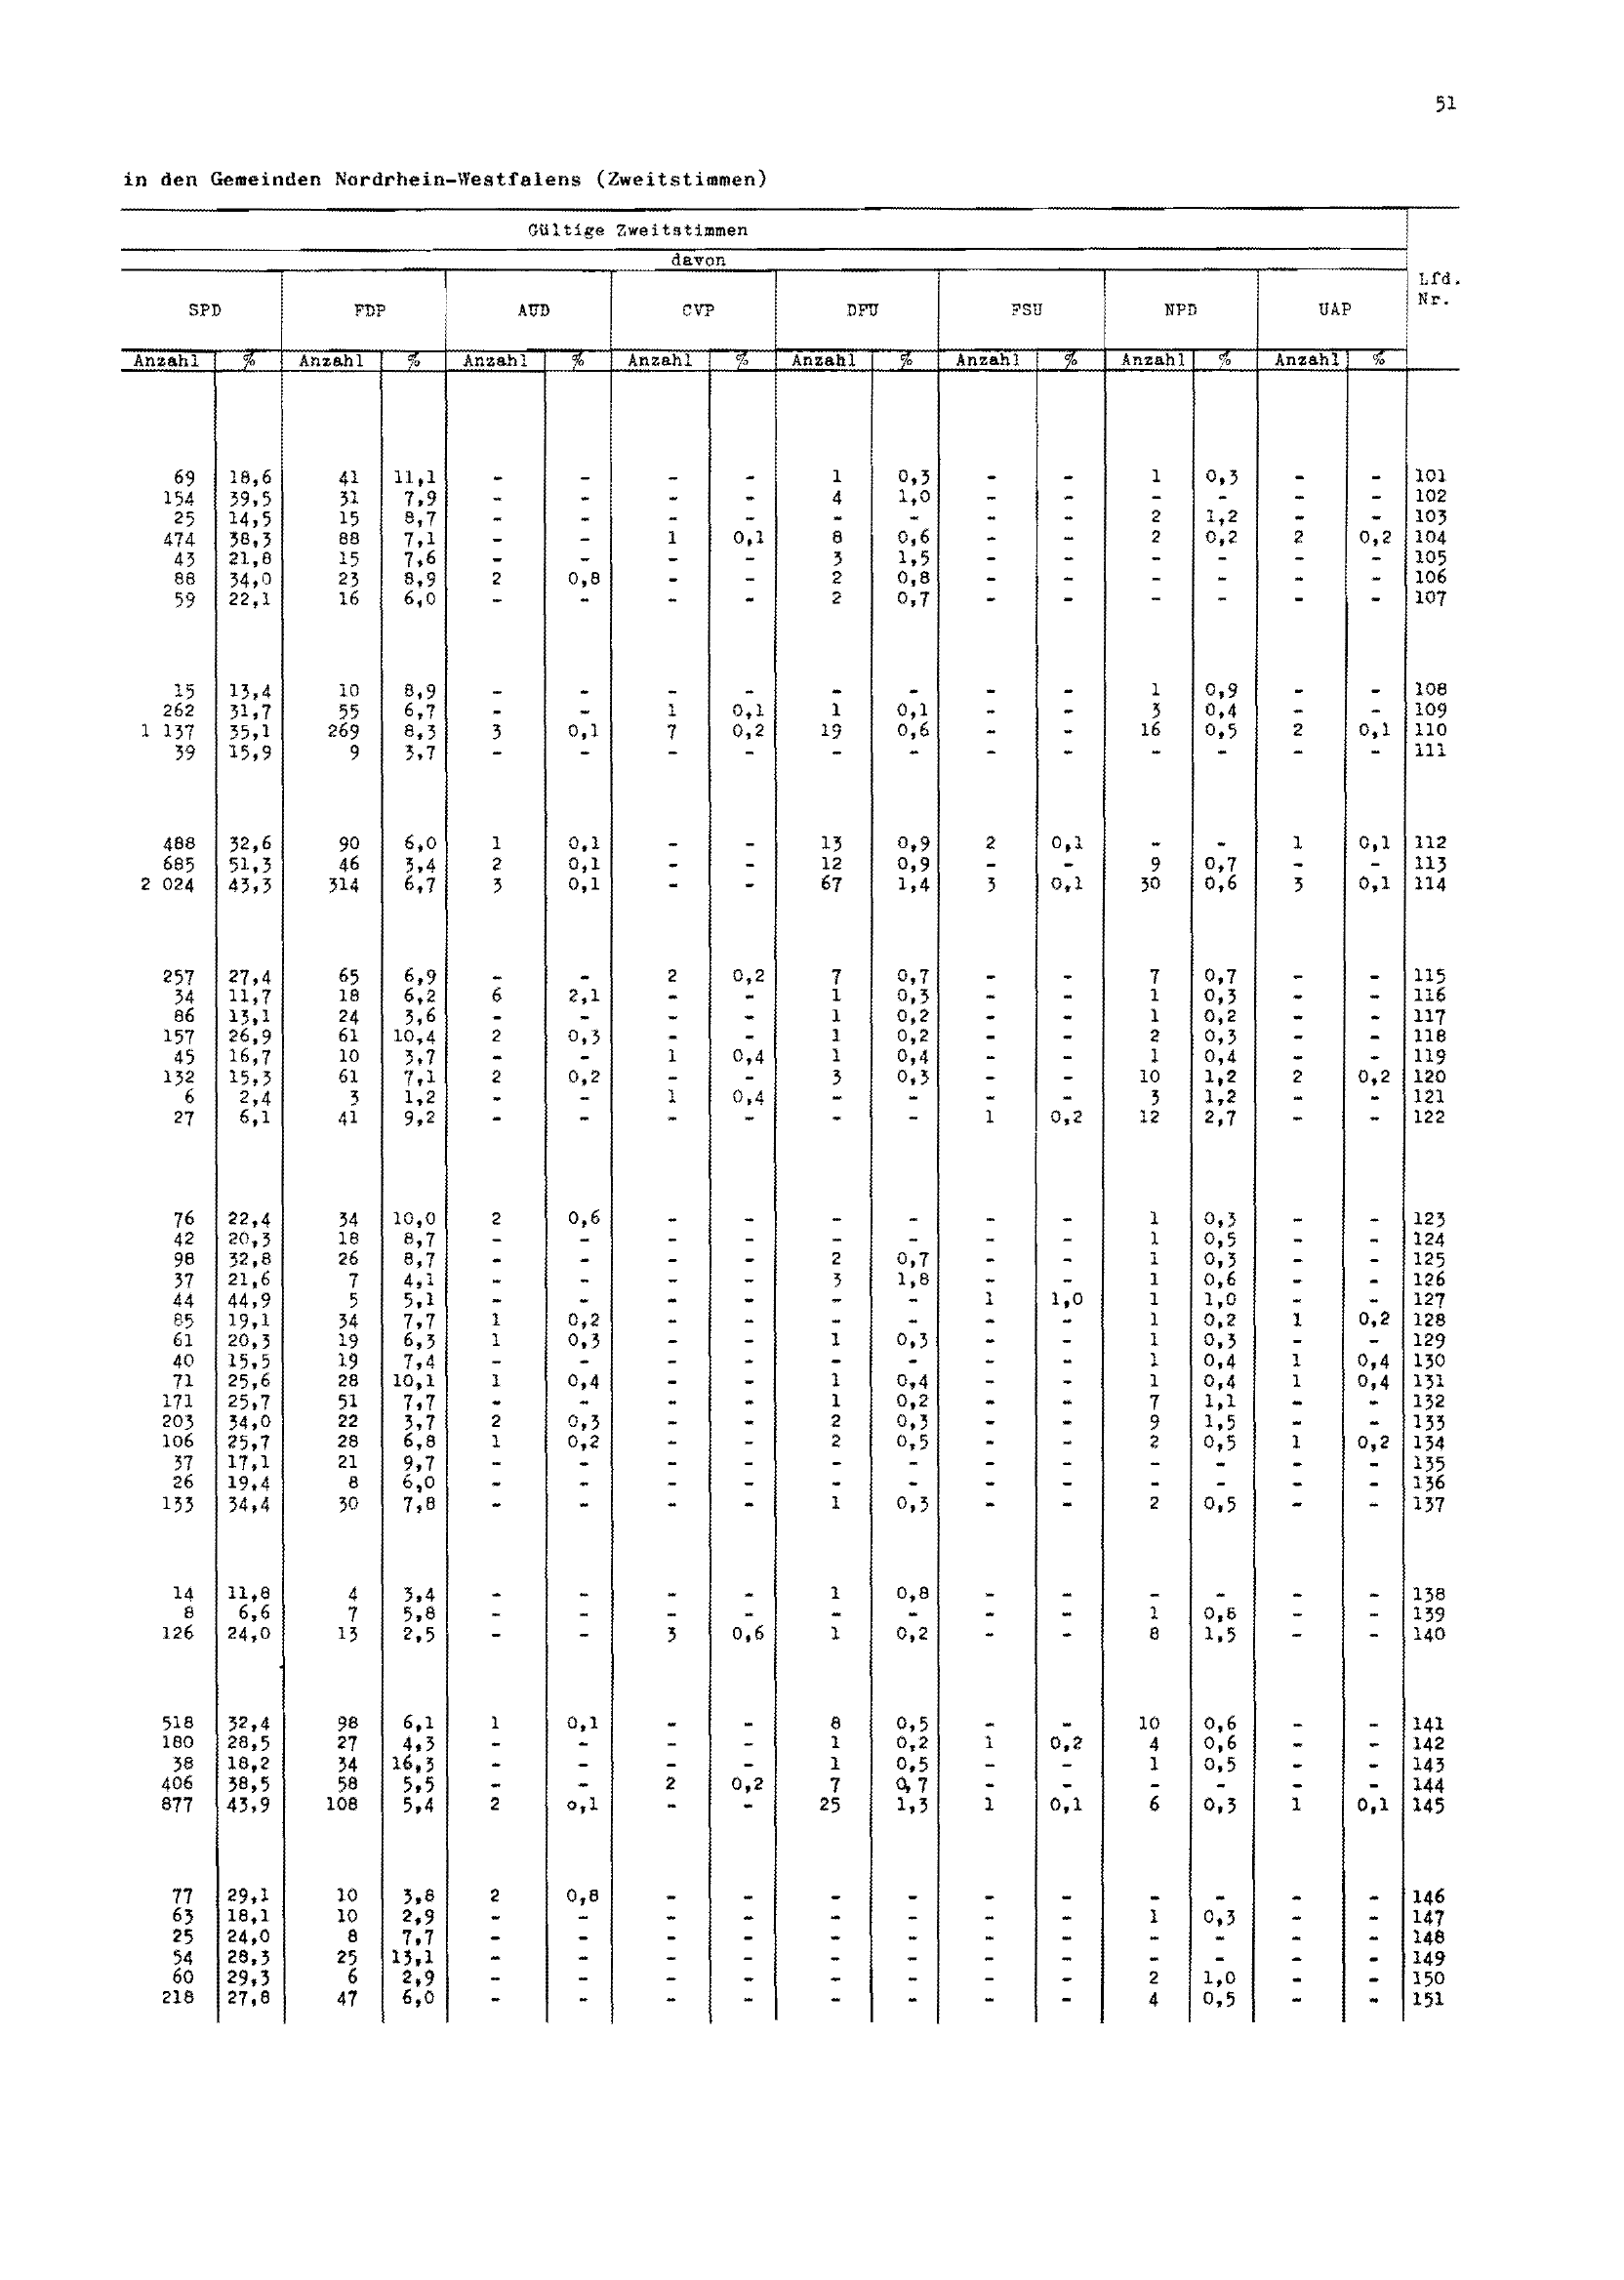 51
in den Gemeinden Nordrhein-Westfalens (Zweitstimmen)
Gültige Zweitstimmen
davon
Lfd. Nr.
SPD FDP AUD CVP DFU FSU NPD UAP
Anzahl % Anzahl % Anzahl % Anzahl % Anzahl % Anzahl % Anzahl % Anzahl %
69 18,6 41 11,1 - - - - 1 0,3 - - 1 0,3 - - 101
154 39,5 31 7,9 - - - - 4 1,0 - - - - - - 102
25 14,5 15 8,7 - - - - - - - - 2 1,2 - - 103
474 38,3 88 7,1 - - 1 0,1 8 0,6 - - 2 0,2 2 0,2 104
43 21,8 15 7,6 - - - - 3 1,5 - - - - - - 105
88 34,0 23 8,9 2 0,8 - - 2 0,8 - - - - - - 106
59 22,1 16 6,0 - - - - 2 0,7 - - - - - - 107
15 13,4 10 8,9 - - - - - - - - 1 0,9 - - 108
262 31,7 55 6,7 - - 1 0,1 1 0,1 - - 3 0,4 - - 109
1 137 35,1 269 8,3 3 0,1 7 0,2 19 0,6 - - 16 0,5 2 0,1 110
39 15,9 9 3,7 - - - - - - - - - - - - 111
488 32,6 90 6,0 1 0,1 - - 13 0,9 2 0,1 - - 1 0,1 112
685 51,3 46 3,4 2 0,1 - - 12 0,9 - - 9 0,7 - - 113
2 024 43,3 314 6,7 3 0,1 - - 67 1,4 3 0,1 30 0,6 3 0,1 114
257 27,4 65 6,9 - - 2 0,2 7 0,7 - - 7 0,7 - - 115
34 11,7 18 6,2 6 2,1 - - 1 0,3 - - 1 0,3 - - 116
86 13,1 24 3,6 - - - - 1 0,2 - - 1 0,2 - - 117
157 26,9 61 10,4 2 0,3 - - 1 0,2 - - 2 0,3 - - 118
45 16,7 10 3,7 - - 1 0,4 1 0,4 - - 1 0,4 - - 119
132 15,3 61 7,1 2 0,2 - - 3 0,3 - - 10 1,2 2 0,2 120
6 2,4 3 1,2 - - 1 0,4 - - - - 3 1,2 - - 121
27 6,1 41 9,2 - - - - - - 1 0,2 12 2,7 - - 122
76 22,4 34 10,0 2 0,6 - - - - - - 1 0,3 - - 123
42 20,3 18 8,7 - - - - - - - - 1 0,5 - - 124
98 32,8 26 8,7 - - - - 2 0,7 - - 1 0,3 - - 125
37 21,6 7 4,1 - - - - 3 1,8 - - 1 0,6 - - 126
44 44,9 5 5,1 - - - - - - 1 1,0 1 1,0 - - 127
85 19,1 34 7,7 1 0,2 - - - - - - 1 0,2 1 0,2 128
61 20,3 19 6,3 1 0,3 - - 1 0,3 - - 1 0,3 - - 129
40 15,5 19 7,4 - - - - - - - - 1 0,4 1 0,4 130
71 25,6 28 10,1 1 0,4 - - 1 0,4 - - 1 0,4 1 0,4 131
171 25,7 51 7,7 - - - - 1 0,2 - - 7 1,1 - - 132
203 34,0 22 3,7 2 0,3 - - 2 0,3 - - 9 1,5 - - 133
106 25,7 28 6,8 1 0,2 - - 2 0,5 - - 2 0,5 1 0,2 134
37 17,1 21 9,7 - - - - - - - - - - - - 135
26 19,4 8 6,0 - - - - - - - - - - - - 136
133 34,4 30 7,8 - - - - 1 0,3 - - 2 0,5 - - 137
14 11,8 4 3,4 - - - - 1 0,8 - - - - - - 138
8 6,6 7 5,8 - - - - - - - - 1 0,8 - - 139
126 24,0 13 2,5 - - 3 0,6 1 0,2 - - 8 1,5 - - 140
518 32,4 98 6,1 1 0,1 - - 8 0,5 - - 10 0,6 - - 141
180 28,5 27 4,3 - - - - 1 0,2 1 0,2 4 0,6 - - 142
38 18,2 34 16,3 - - - - 1 0,5 - - 1 0,5 - - 143
406 38,5 58 5,5 - - 2 0,2 7 0,7 - - - - - - 144
877 43,9 108 5,4 2 0,1 - - 25 1,3 1 0,1 6 0,3 1 0,1 145
77 29,1 10 3,8 2 0,8 - - - - - - - - - - 146
63 18,1 10 2,9 - - - - - - - - 1 0,3 - - 147
25 24,0 8 7,7 - - - - - - - - - - - - 148
54 28,3 25 13,1 - - - - - - - - - - - - 149
60 29,3 6 2,9 - - - - - - - - 2 1,0 - - 150
218 27,8 47 6,0 - - - - - - - - 4 0,5 - - 151